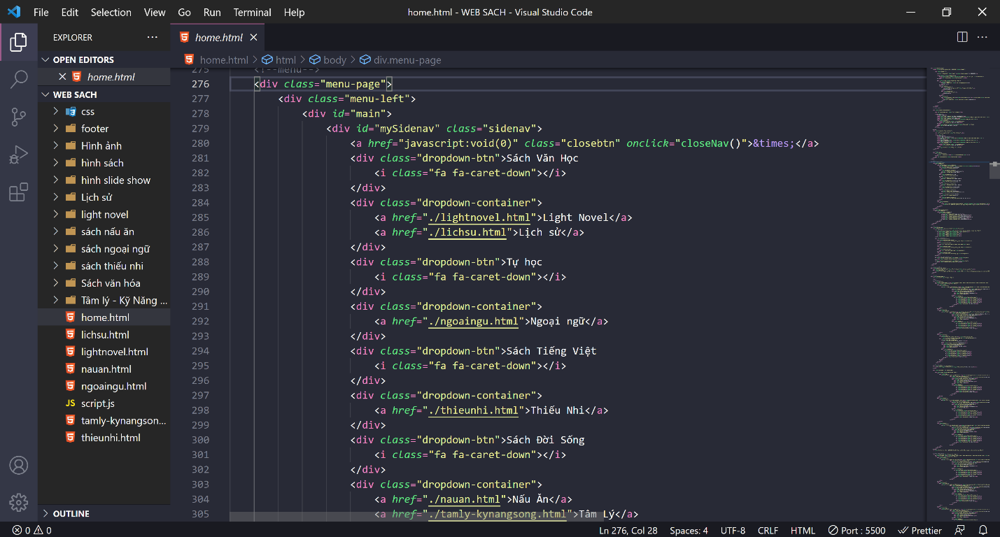 File Edit Selection View Go Run Terminal Help
home.html - WEB SACH - Visual Studio Code
EXPLORER
OPEN EDITORS
home.html
WEB SACH
css
footer
Hình ảnh
hình sách
hình slide show
Lịch sử
light novel
sách nấu ăn
sách ngoại ngữ
sách thiếu nhi
Sách văn hóa
Tâm lý - Kỹ Năng ...
home.html
lichsu.html
lightnovel.html
nauan.html
ngoaingu.html
JS script.js
tamly-kynangson...
thieunhi.html
OUTLINE
home.html
home.html > html > body > div.menu-page
275 <!--menu-->
276 <div class="menu-page">
277 <div class="menu-left">
278 <div id="main">
279 <div id="mySidenav" class="sidenav">
280 <a href="javascript:void(0)" class="closebtn" onclick="closeNav()">&times;</a>
281 <div class="dropdown-btn">Sách Văn Học
282 <i class="fa fa-caret-down"></i>
283 </div>
284 <div class="dropdown-container">
285 <a href="./lightnovel.html">Light Novel</a>
286 <a href="./lichsu.html">Lịch sử</a>
287 </div>
288 <div class="dropdown-btn">Tự học
289 <i class="fa fa-caret-down"></i>
290 </div>
291 <div class="dropdown-container">
292 <a href="./ngoaingu.html">Ngoại ngữ</a>
293 </div>
294 <div class="dropdown-btn">Sách Tiếng Việt
295 <i class="fa fa-caret-down"></i>
296 </div>
297 <div class="dropdown-container">
298 <a href="./thieunhi.html">Thiếu Nhi</a>
299 </div>
300 <div class="dropdown-btn">Sách Đời Sống
301 <i class="fa fa-caret-down"></i>
302 </div>
303 <div class="dropdown-container">
304 <a href="./nauan.html">Nấu Ăn</a>
305 <a href="./tamly-kynangsong.html">Tâm Lý</a>
0 0 Ln 276, Col 28 Spaces: 4 UTF-8 CRLF HTML Port : 5500 Prettier